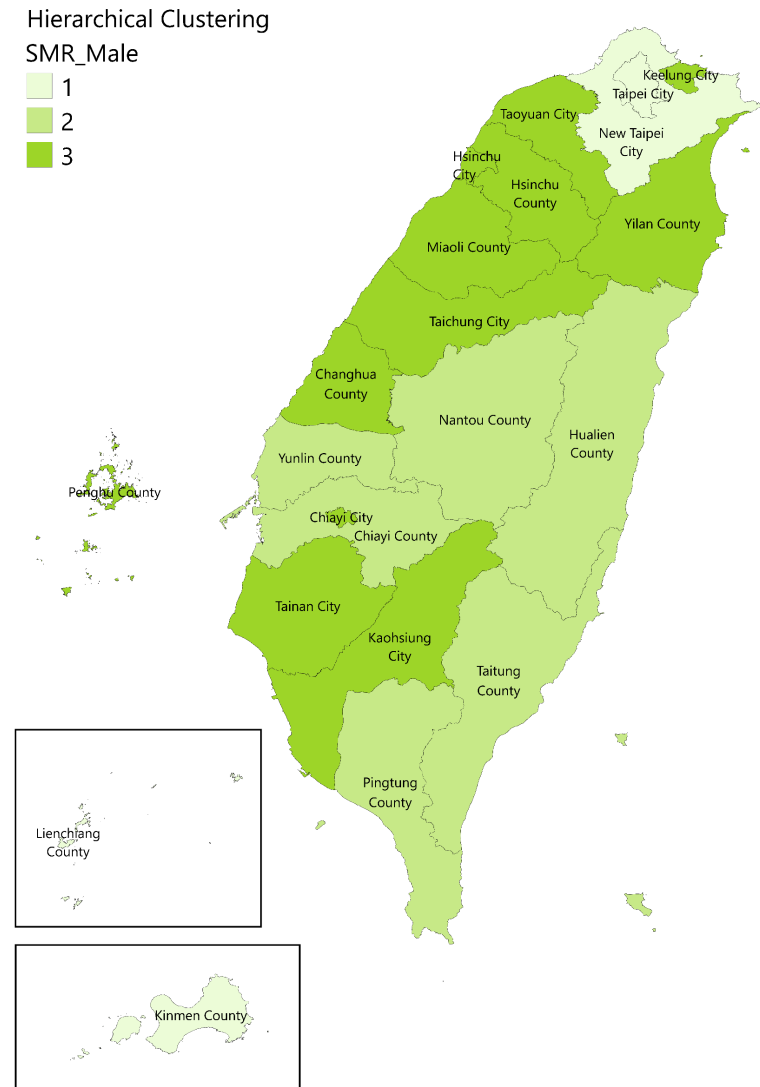 Hierarchical Clustering
SMR_Male
1
2
3
Keelung City
Taipei City
Taoyuan City
New Taipei
City
Hsinchu
City
Hsinchu
County
Yilan County
Miaoli County
Taichung City
Changhua
County
Nantou County
Hualien
County
Yunlin County
Penghu County
Chiayi City
Chiayi County
Tainan City
Kaohsiung
City
Taitung
County
Pingtung
County
Lienchiang
County
Kinmen County